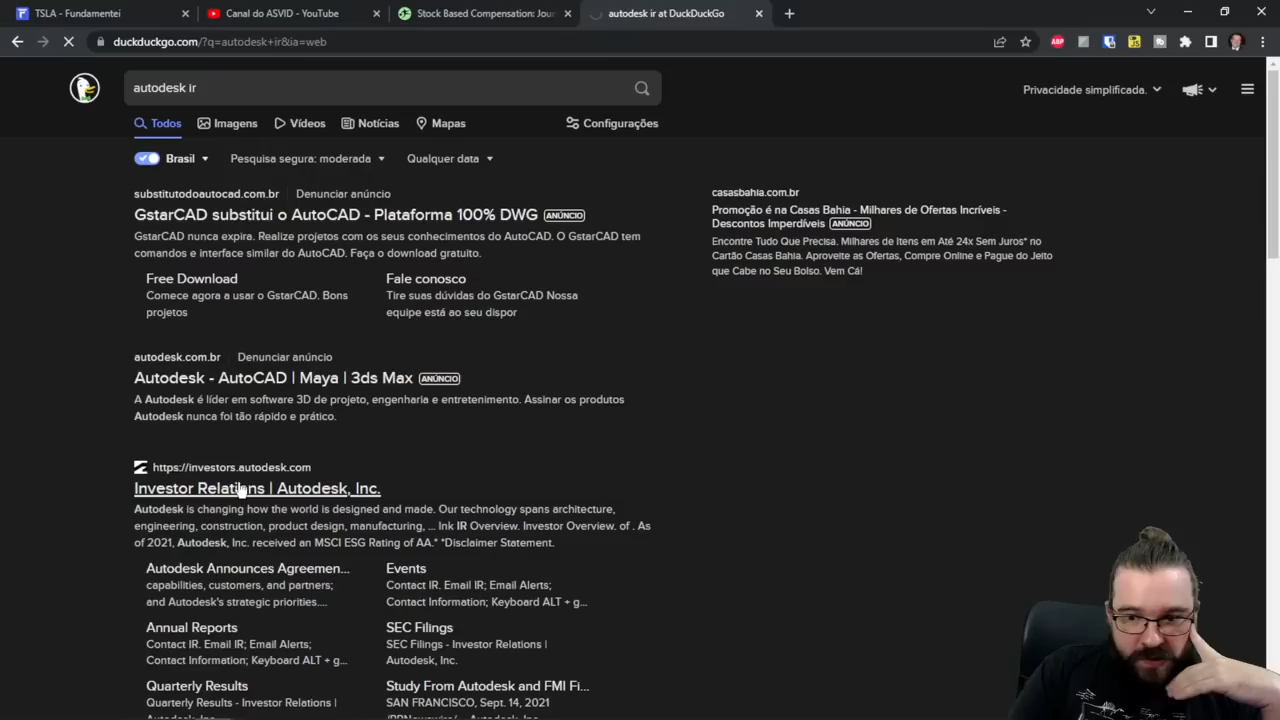 TSLA - Fundamentei
Canal do ASVID - YouTube
Stock Based Compensation: Jour
autodesk ir at DuckDuckGo
duckduckgo.com/?q=autodesk+ir&ia=web
ABP
autodesk ir
Privacidade simplificada.
Todos
Imagens
Vídeos
Notícias
Mapas
Configurações
Brasil
Pesquisa segura: moderada
Qualquer data
substitutodoautocad.com.br
Denunciar anúncio
GstarCAD substitui o AutoCAD - Plataforma 100% DWG ANÚNCIO
GstarCAD nunca expira. Realize projetos com os seus conhecimentos do AutoCAD. O GstarCAD tem
comandos e interface similar do AutoCAD. Faça o download gratuito.
Free Download
Comece agora a usar o GstarCAD. Bons
projetos
Fale conosco
Tire suas dúvidas do GstarCAD Nossa
equipe está ao seu dispor
casasbahia.com.br
Promoção é na Casas Bahia - Milhares de Ofertas Incríveis -
Descontos Imperdíveis ANÚNCIO
Encontre Tudo Que Precisa. Milhares de Itens em Até 24x Sem Juros* no
Cartão Casas Bahia. Aproveite as Ofertas, Compre Online e Pague do Jeito
que Cabe no Seu Bolso. Vem Cá!
autodesk.com.br
Denunciar anúncio
Autodesk - AutoCAD | Maya | 3ds Max ANÚNCIO
A Autodesk é líder em software 3D de projeto, engenharia e entretenimento. Assinar os produtos
Autodesk nunca foi tão rápido e prático.
https://investors.autodesk.com
Investor Relations | Autodesk, Inc.
Autodesk is changing how the world is designed and made. Our technology spans architecture,
engineering, construction, product design, manufacturing, ... Ink IR Overview. Investor Overview. of . As
of 2021, Autodesk, Inc. received an MSCI ESG Rating of AA.* *Disclaimer Statement.
Autodesk Announces Agreemen...
capabilities, customers, and partners;
and Autodesk's strategic priorities....
Events
Contact IR. Email IR; Email Alerts;
Contact Information; Keyboard ALT + g...
Annual Reports
Contact IR. Email IR; Email Alerts;
Contact Information; Keyboard ALT + g...
SEC Filings
SEC Filings - Investor Relations |
Autodesk, Inc.
Quarterly Results
Quarterly Results - Investor Relations |
Study From Autodesk and FMI Fi...
SAN FRANCISCO, Sept. 14, 2021